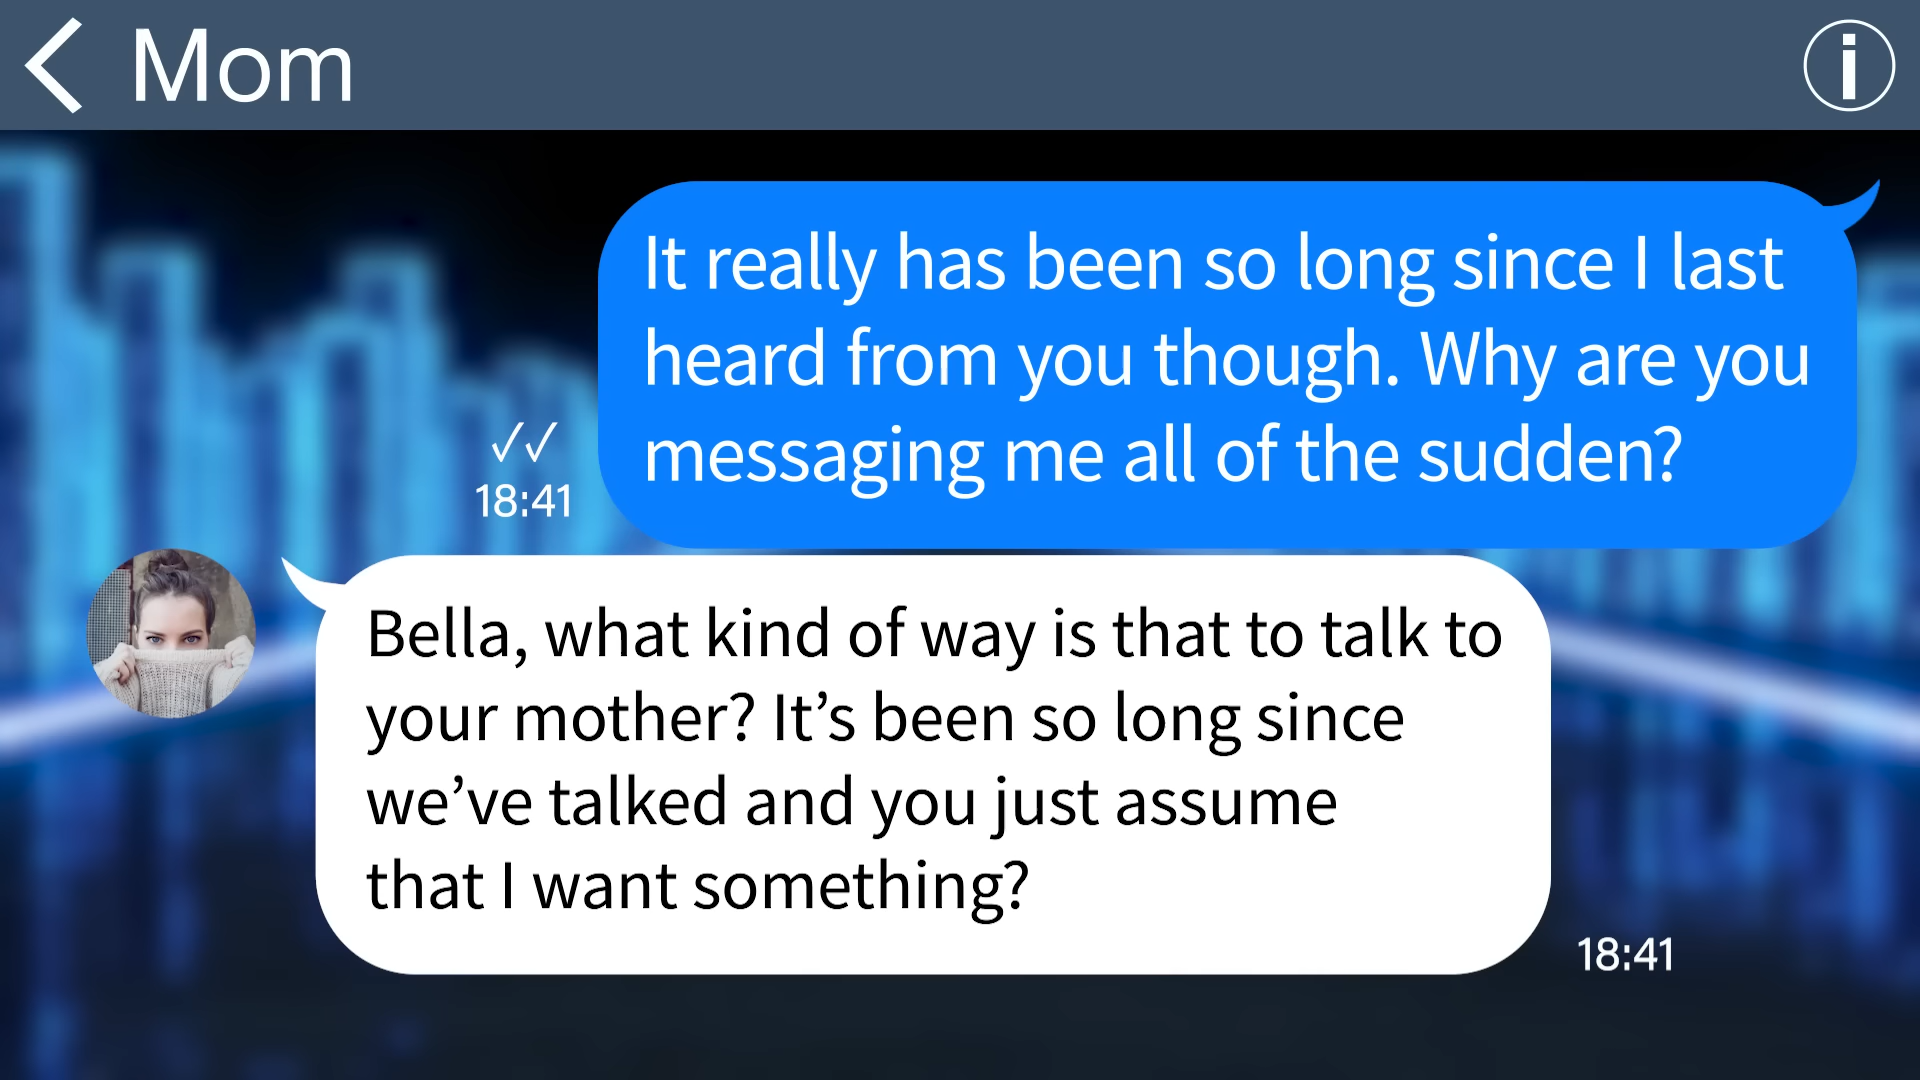 Mom
It really has been so long since I last
heard from you though. Why are you
messaging me all of the sudden?
✓✓
18:41
Bella, what kind of way is that to talk to
your mother? It’s been so long since
we’ve talked and you just assume
that I want something?
18:41